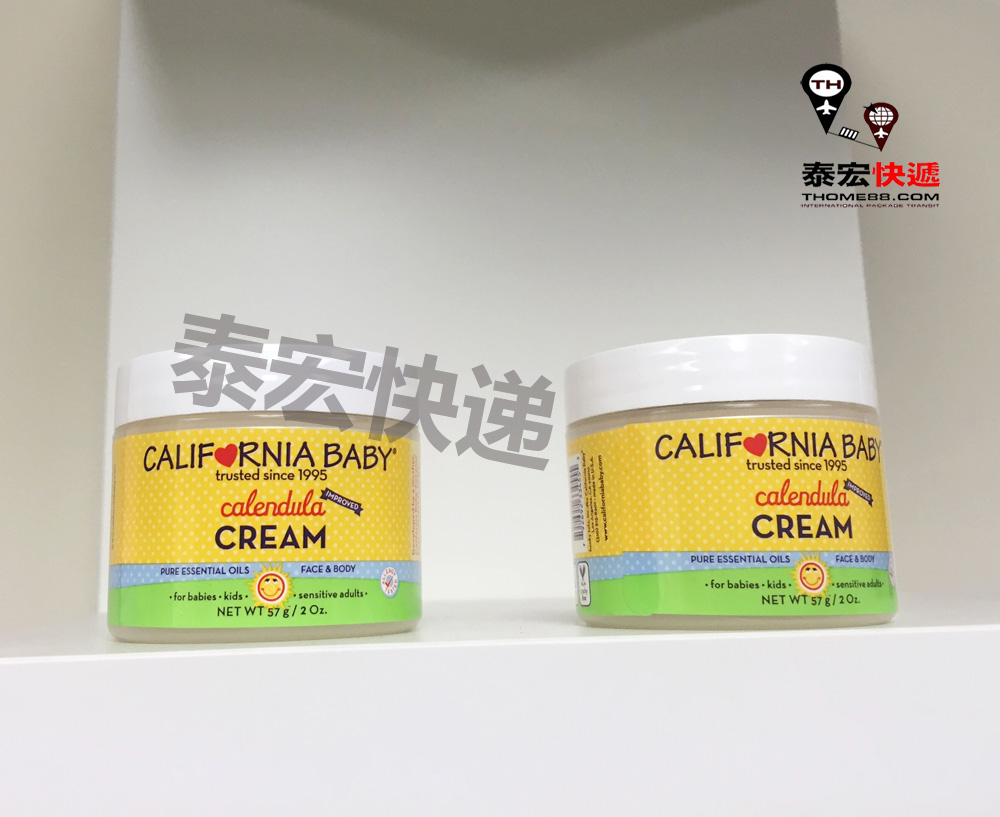 TH
泰宏快遞
THOME88.COM
INTERNATIONAL PACKAGE TRANSIT
泰宏快递
CALIFORNIA BABY®
trusted since 1995
calendula
IMPROVED
CREAM
PURE ESSENTIAL OILS
FACE & BODY
• for babies • kids • sensitive adults •
NET WT 57 g / 2 Oz.
CALIFORNIA BABY
trusted since 1995
calendula
IMPROVED
CREAM
PURE ESSENTIAL OILS
FACE & BODY
• for babies • kids • sensitive adults •
NET WT 57 g / 2 Oz.
www.californiababy.com